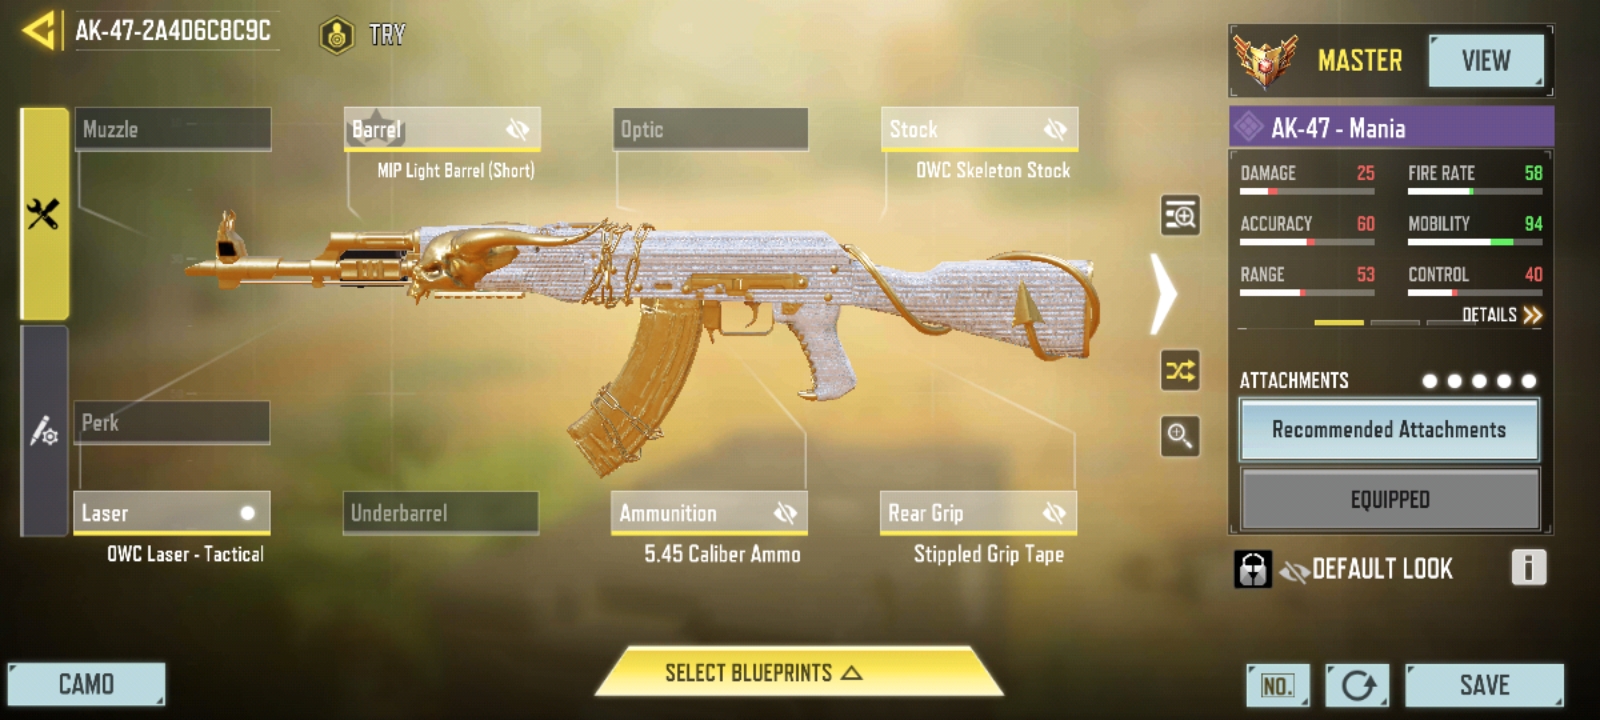 AK-47-2A4D6C8C9C
TRY
MASTER
VIEW
Muzzle
Barrel
MIP Light Barrel (Short)
Optic
Stock
OWC Skeleton Stock
AK-47 - Mania
DAMAGE 25
FIRE RATE 58
ACCURACY 60
MOBILITY 94
RANGE 53
CONTROL 40
DETAILS
ATTACHMENTS
Recommended Attachments
EQUIPPED
Perk
Laser
OWC Laser - Tactical
Underbarrel
Ammunition
5.45 Caliber Ammo
Rear Grip
Stippled Grip Tape
DEFAULT LOOK
i
CAMO
SELECT BLUEPRINTS
NO.
SAVE